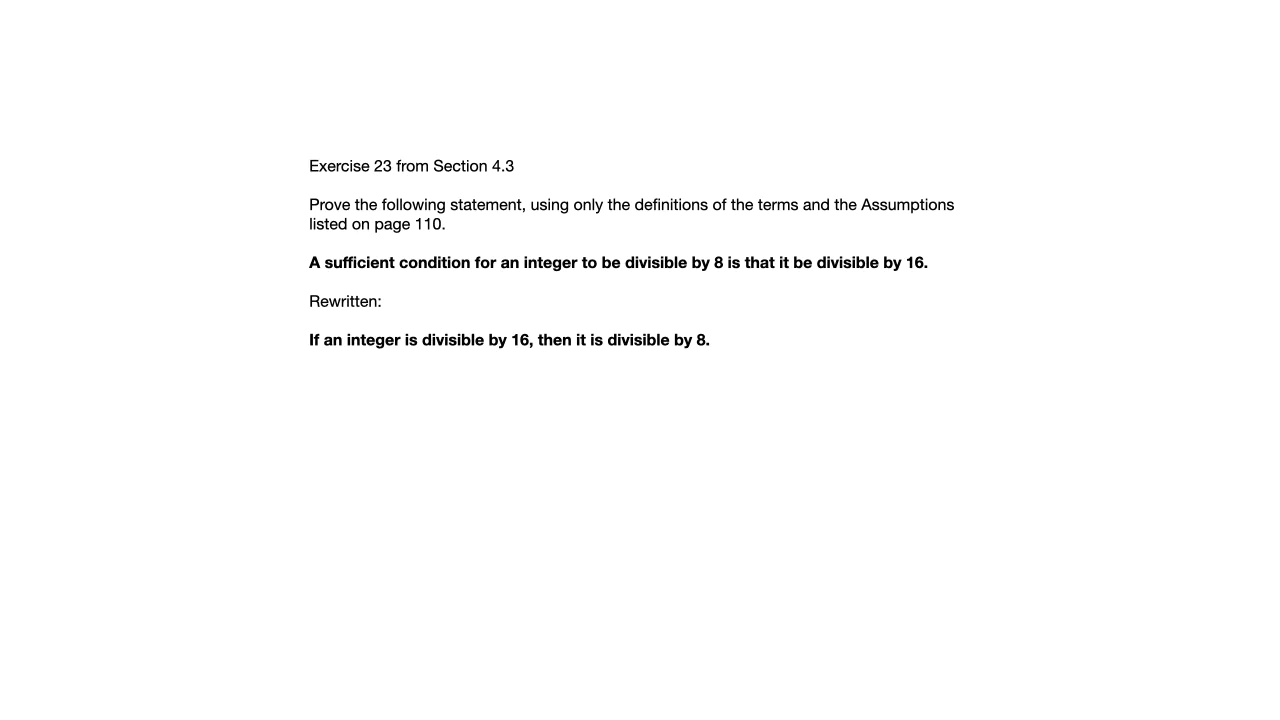 Exercise 23 from Section 4.3
Prove the following statement, using only the definitions of the terms and the Assumptions
listed on page 110.
A sufficient condition for an integer to be divisible by 8 is that it be divisible by 16.
Rewritten:
If an integer is divisible by 16, then it is divisible by 8.